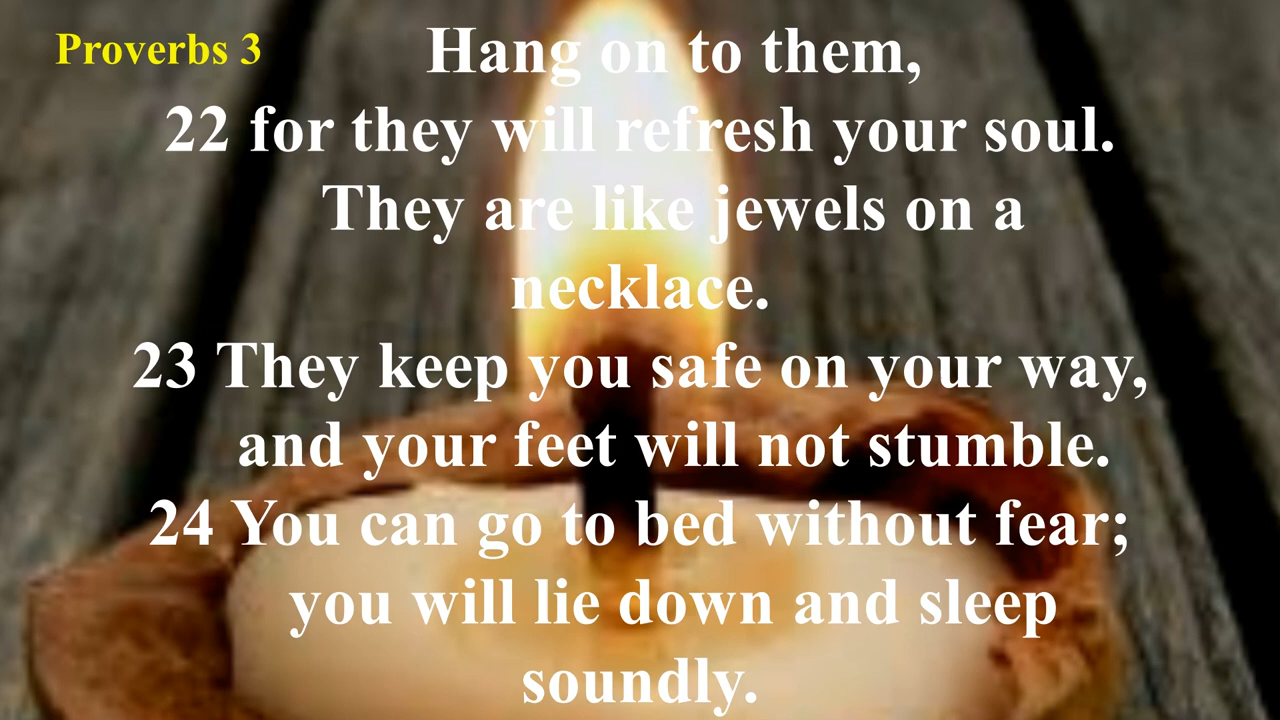 Proverbs 3
Hang on to them,
22 for they will refresh your soul.
They are like jewels on a
necklace.
23 They keep you safe on your way,
and your feet will not stumble.
24 You can go to bed without fear;
you will lie down and sleep
soundly.